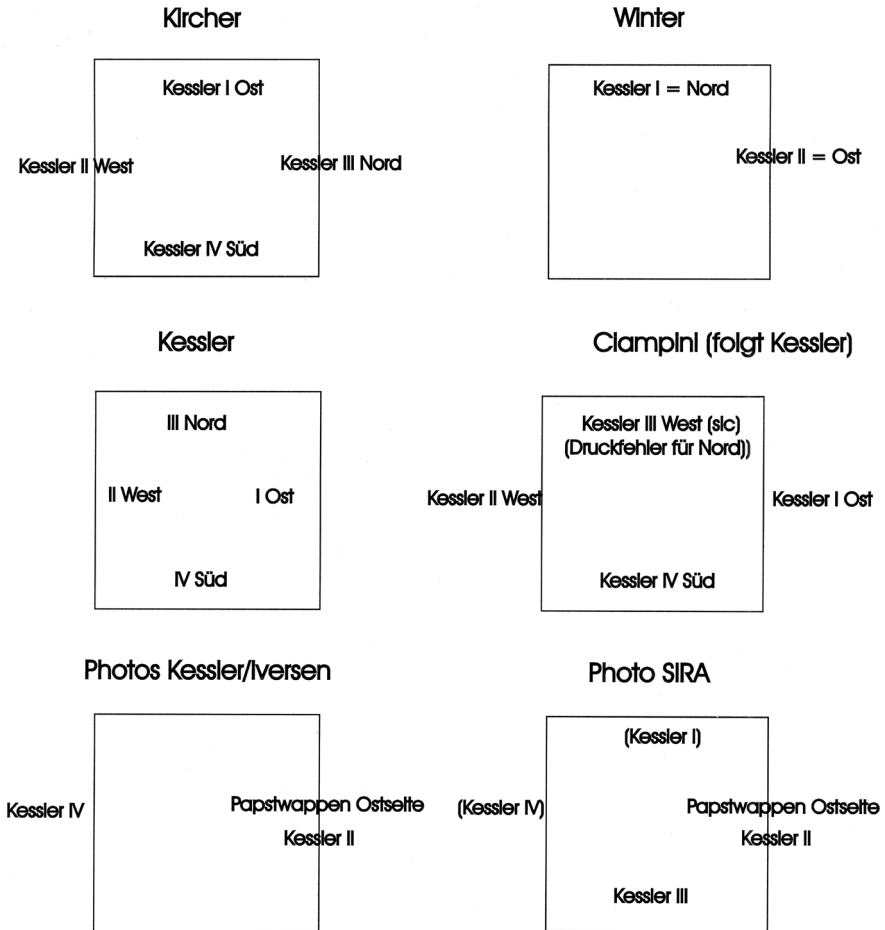 Kircher
Kessler I Ost
Kessler II West
Kessler III Nord
Kessler IV Süd
Winter
Kessler I = Nord
Kessler II = Ost
Kessler
III Nord
II West
I Ost
IV Süd
Ciampini (folgt Kessler)
Kessler III West (sic)
(Druckfehler für Nord))
Kessler II West
Kessler I Ost
Kessler IV Süd
Photos Kessler/Iversen
Kessler IV
Papstwappen Ostseite
Kessler II
Photo SIRA
(Kessler I)
(Kessler IV)
Papstwappen Ostseite
Kessler II
Kessler III